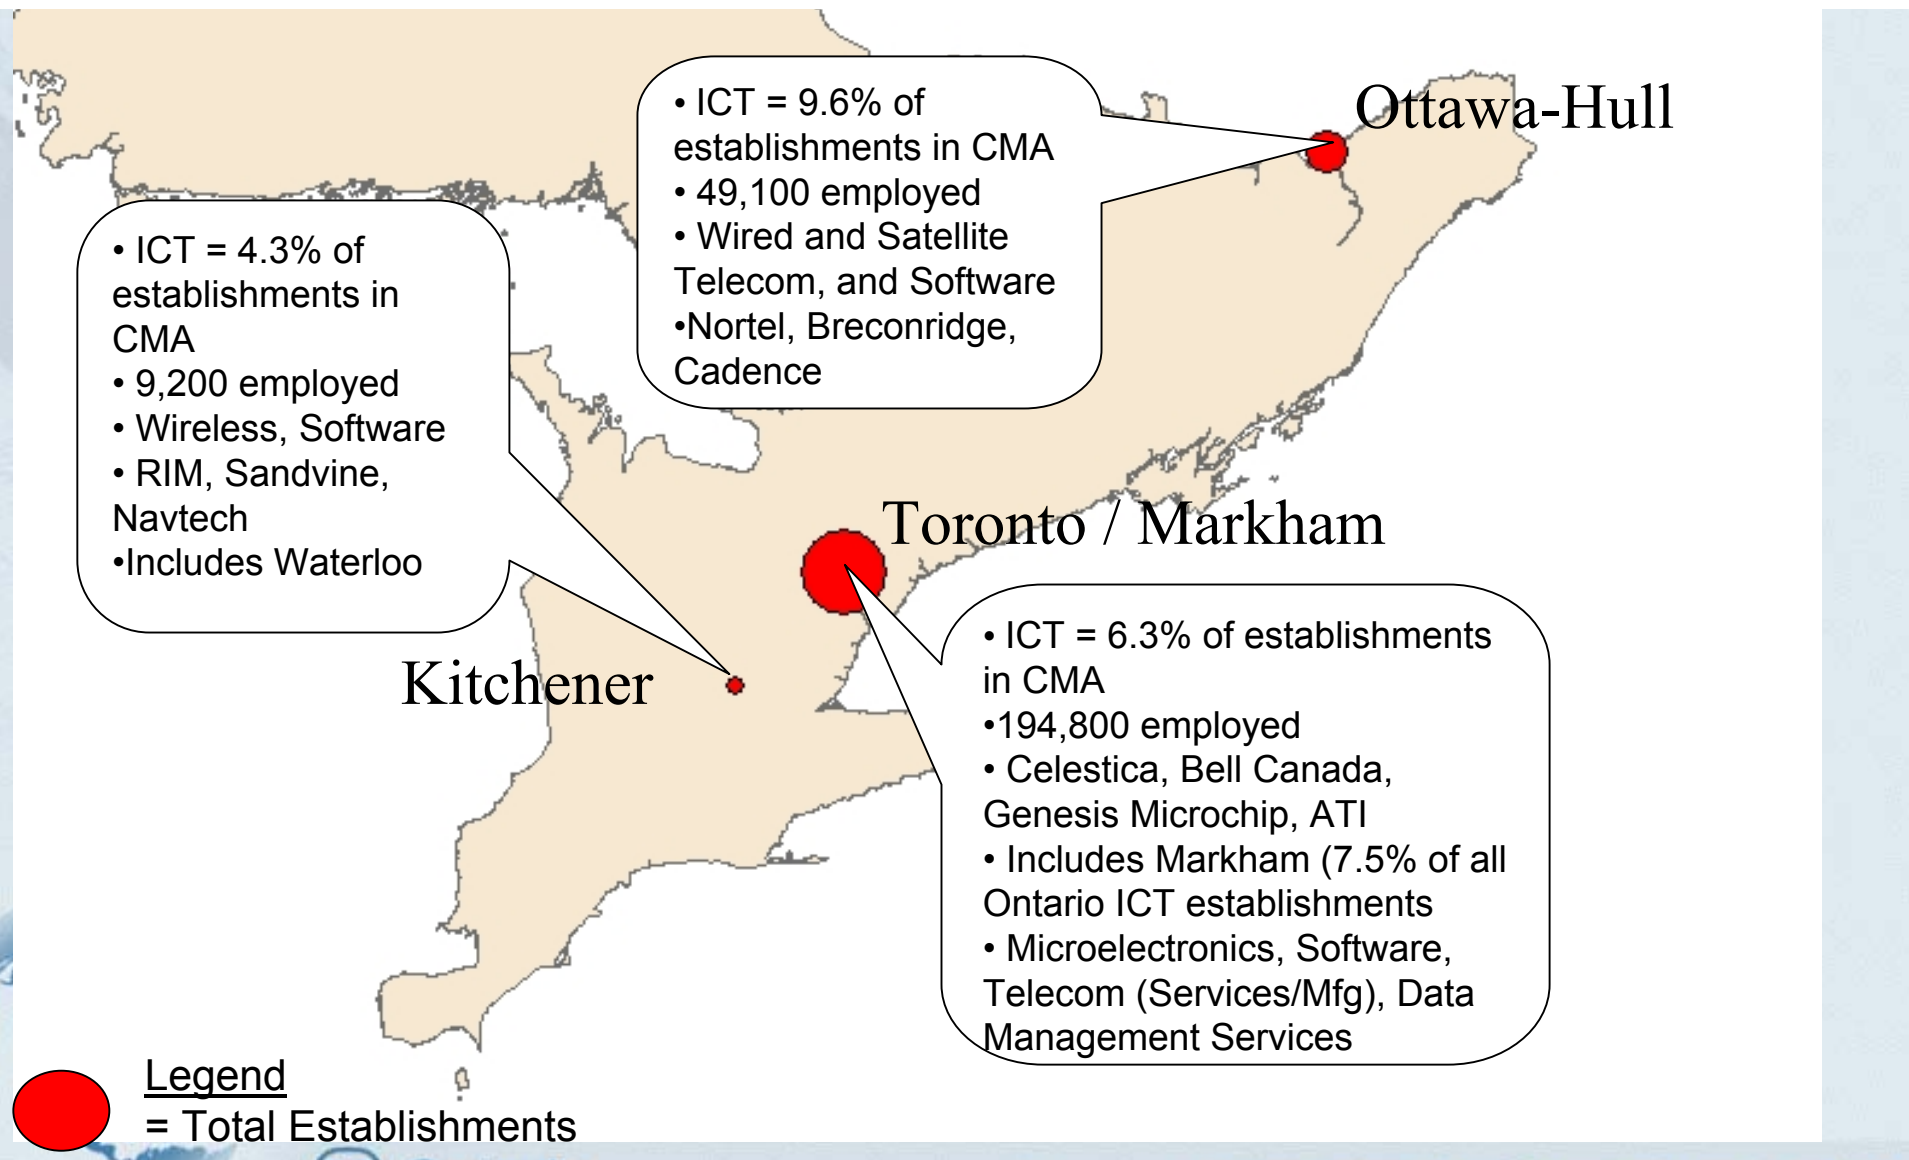 • ICT = 9.6% of
establishments in CMA
• 49,100 employed
• Wired and Satellite
Telecom, and Software
•Nortel, Breconridge,
Cadence
Ottawa-Hull
• ICT = 4.3% of
establishments in
CMA
• 9,200 employed
• Wireless, Software
• RIM, Sandvine,
Navtech
•Includes Waterloo
Toronto / Markham
Kitchener
• ICT = 6.3% of establishments
in CMA
•194,800 employed
• Celestica, Bell Canada,
Genesis Microchip, ATI
• Includes Markham (7.5% of all
Ontario ICT establishments
• Microelectronics, Software,
Telecom (Services/Mfg), Data
Management Services
Legend
= Total Establishments